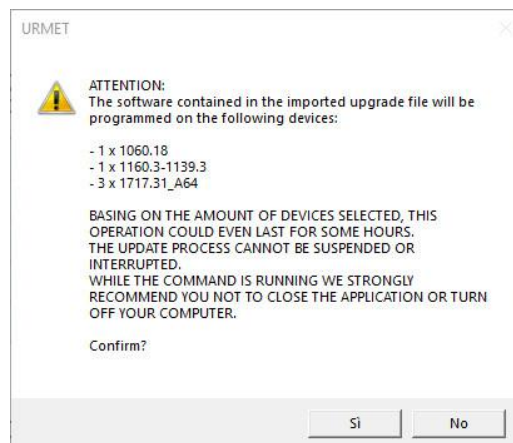 URMET
ATTENTION:
The software contained in the imported upgrade file will be
programmed on the following devices:
- 1 x 1060.18
- 1 x 1160.3-1139.3
- 3 x 1717.31_A64
BASING ON THE AMOUNT OF DEVICES SELECTED, THIS
OPERATION COULD EVEN LAST FOR SOME HOURS.
THE UPDATE PROCESS CANNOT BE SUSPENDED OR
INTERRUPTED.
WHILE THE COMMAND IS RUNNING WE STRONGLY
RECOMMEND YOU NOT TO CLOSE THE APPLICATION OR TURN
OFF YOUR COMPUTER.
Confirm?
Sì
No